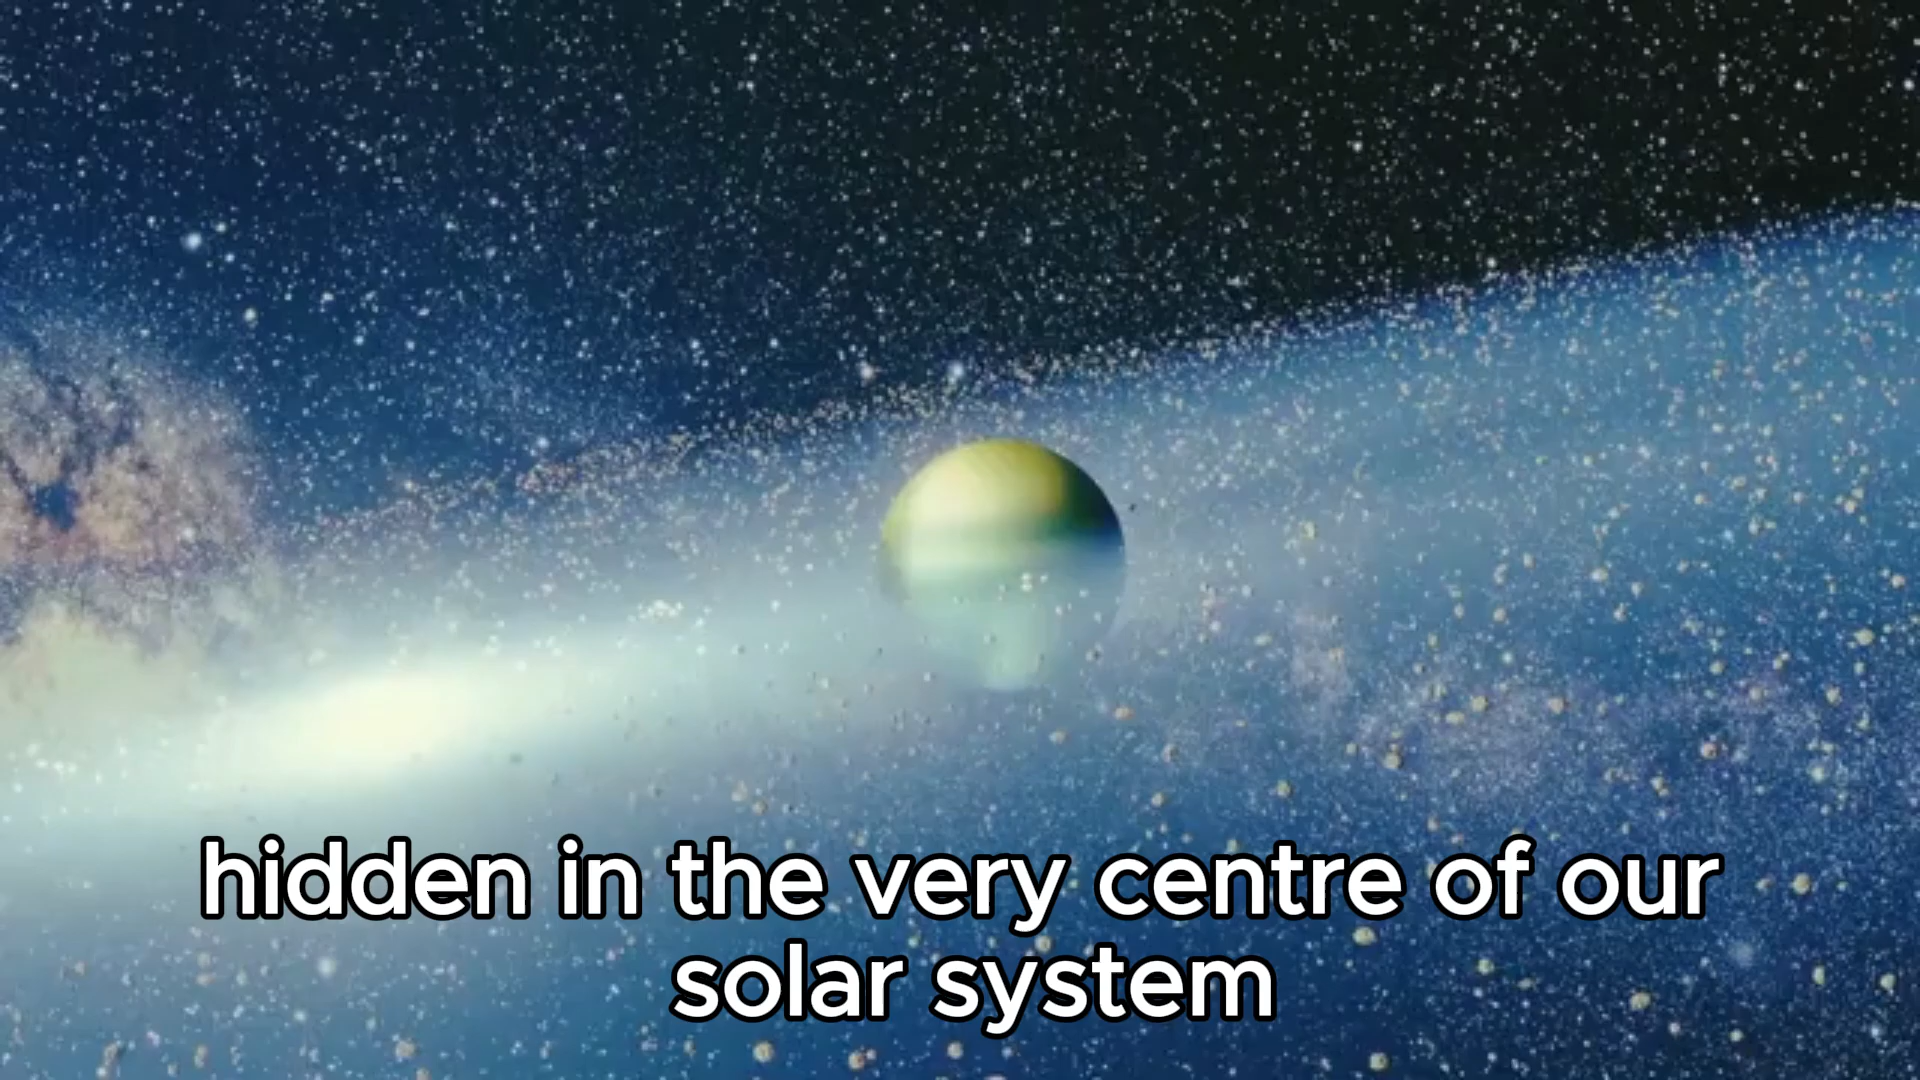 hidden in the very centre of our
solar system